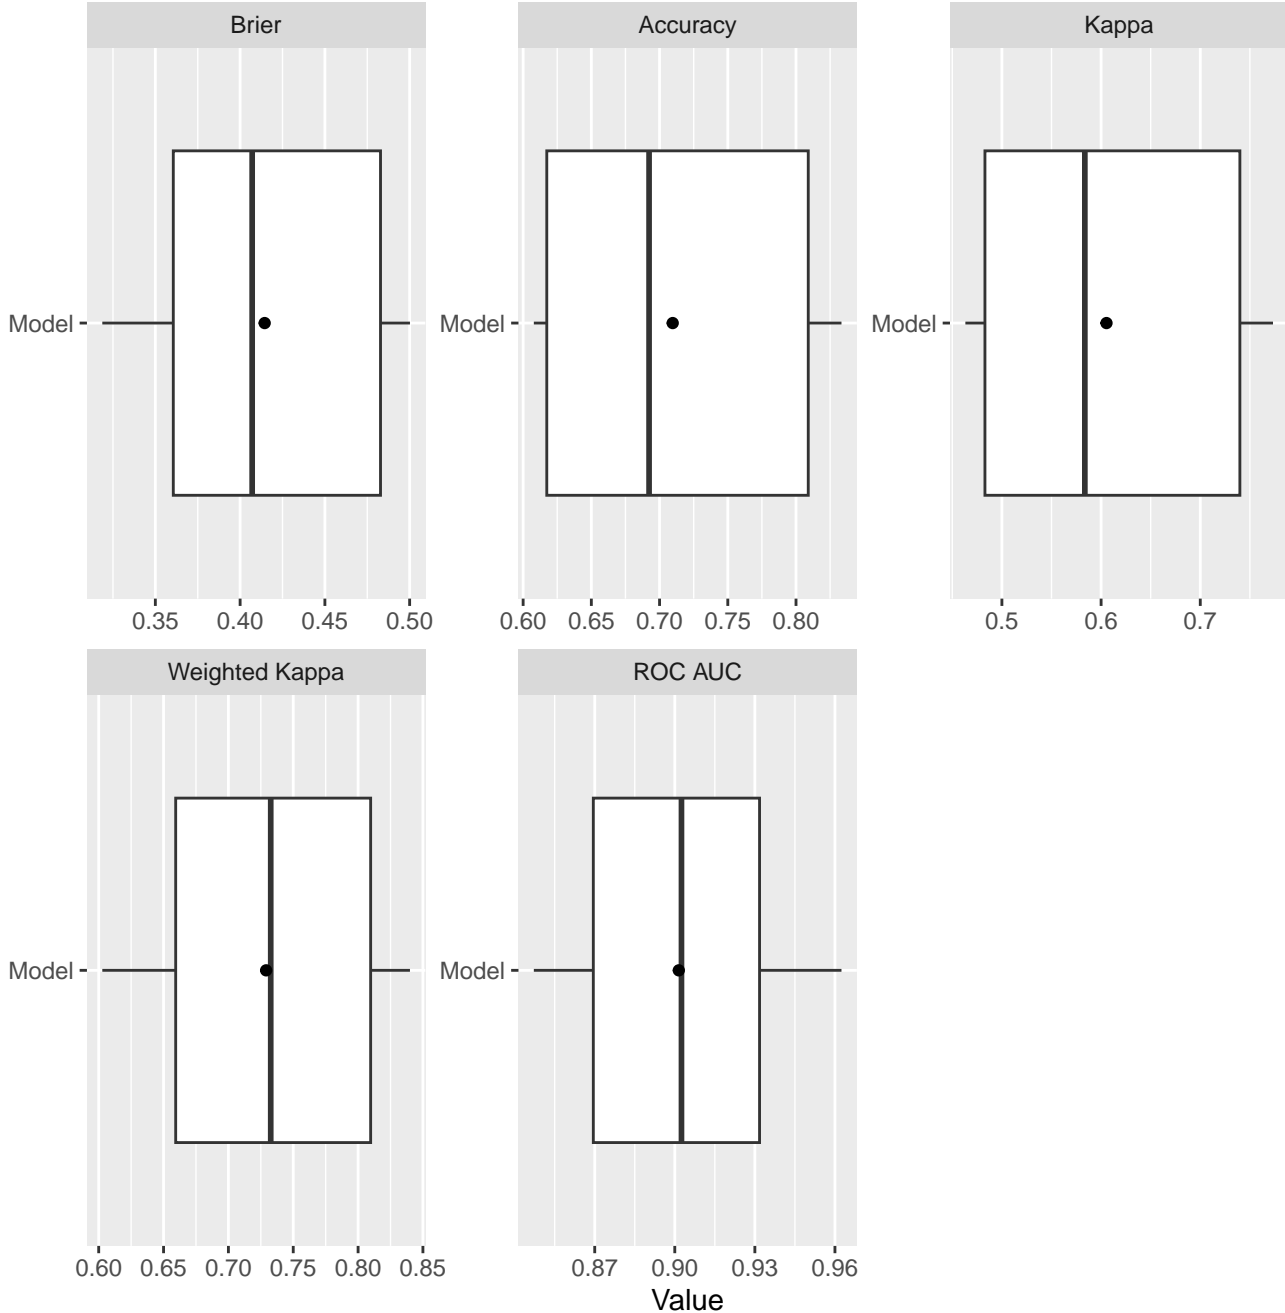 Brier Accuracy Kappa
Model Model Model
0.35 0.40 0.45 0.50 0.60 0.65 0.70 0.75 0.80 0.5 0.6 0.7
Weighted Kappa ROC AUC
Model Model
0.60 0.65 0.70 0.75 0.80 0.85 0.87 0.90 0.93 0.96
Value